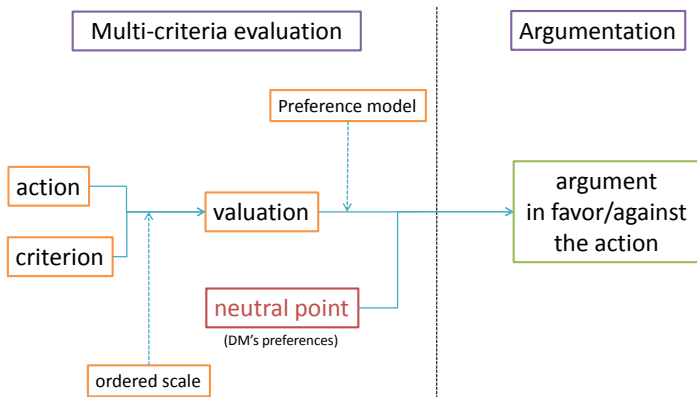 Multi-criteria evaluation
Argumentation
Preference model
action
criterion
valuation
argument
in favor/against
the action
neutral point
(DM's preferences)
ordered scale